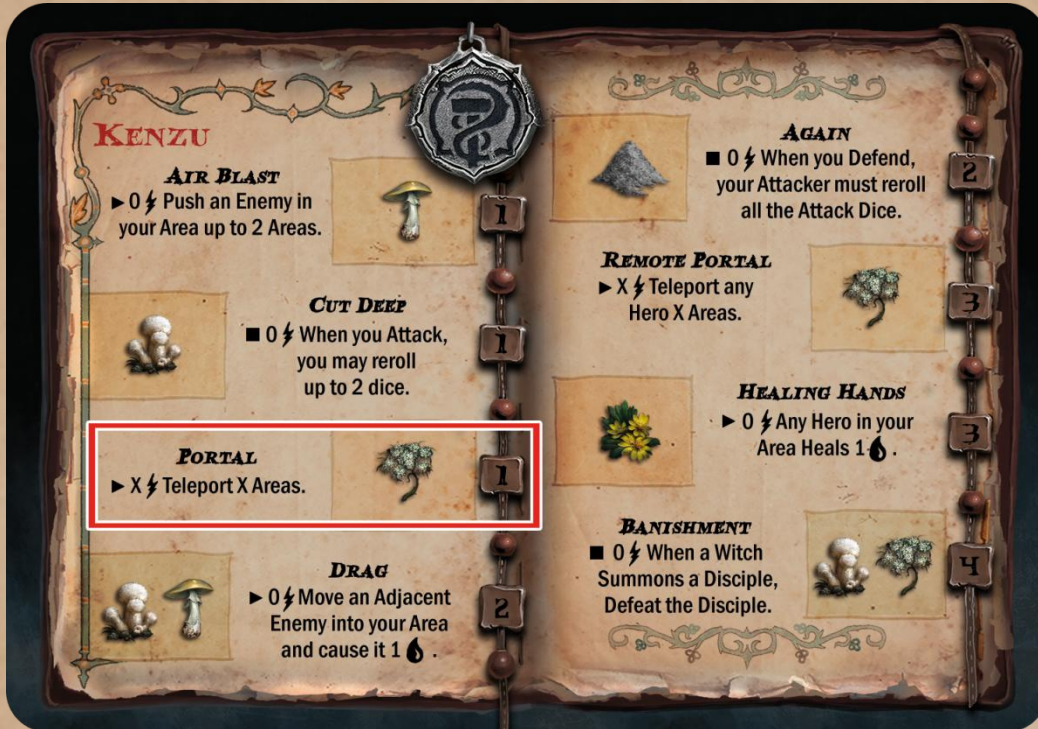 KENZU
AIR BLAST
► 0 Push an Enemy in
your Area up to 2 Areas.
1
CUT DEEP
■ 0 When you Attack,
you may reroll
up to 2 dice.
1
PORTAL
► X Teleport X Areas.
1
DRAG
► 0 Move an Adjacent
Enemy into your Area
and cause it 1 .
2
AGAIN
■ 0 When you Defend,
your Attacker must reroll
all the Attack Dice.
2
REMOTE PORTAL
► X Teleport any
Hero X Areas.
3
HEALING HANDS
► 0 Any Hero in your
Area Heals 1 .
3
BANISHMENT
■ 0 When a Witch
Summons a Disciple,
Defeat the Disciple.
4